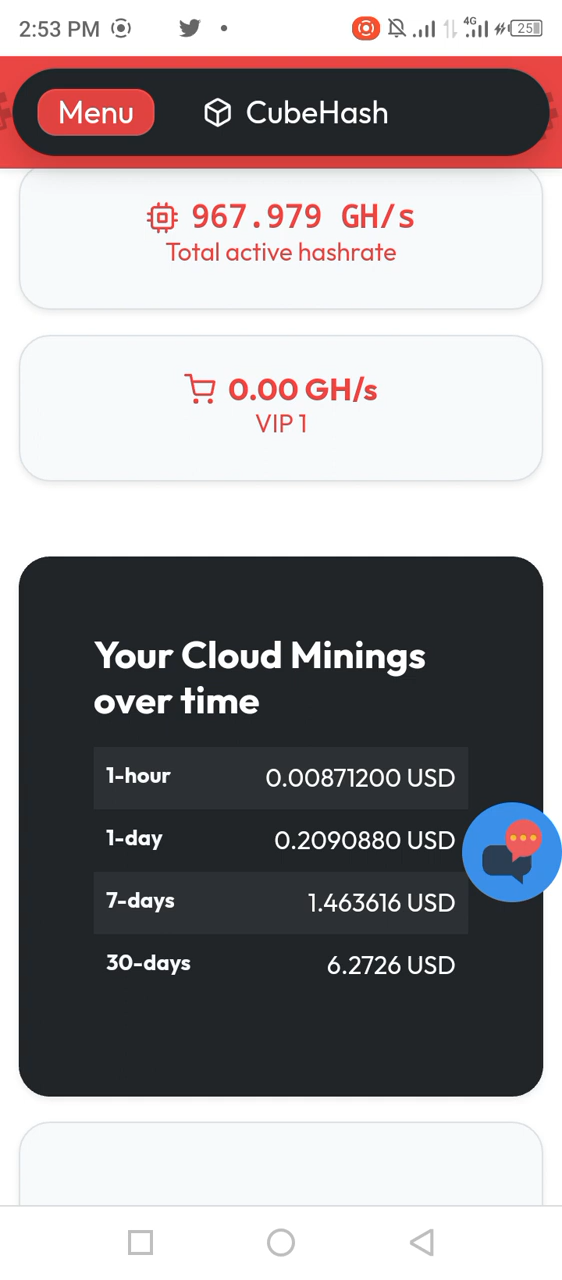 2:53 PM
4G
25
Menu
CubeHash
967.979 GH/s
Total active hashrate
0.00 GH/s
VIP 1
Your Cloud Minings
over time
1-hour 0.00871200 USD
1-day 0.2090880 USD
7-days 1.463616 USD
30-days 6.2726 USD